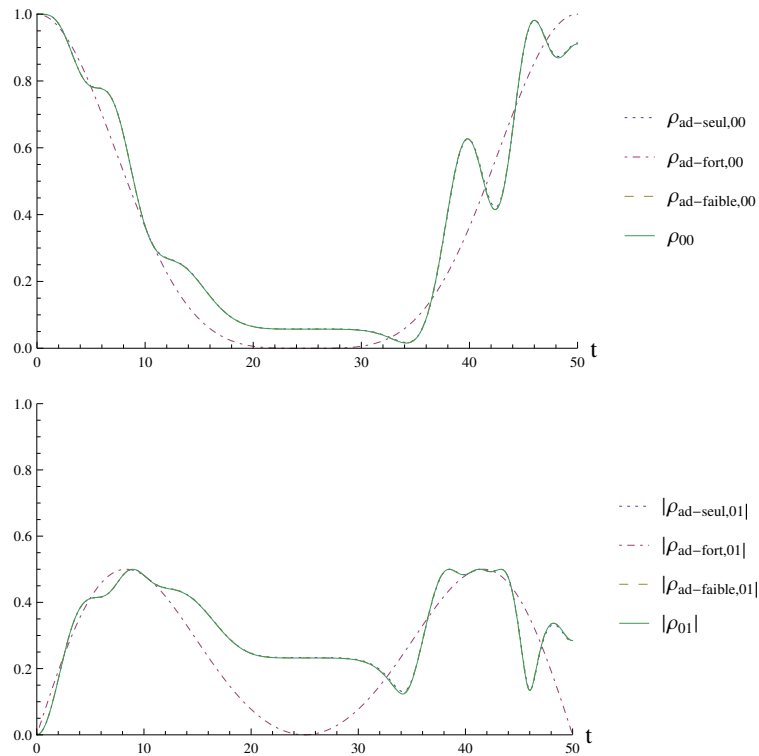 1.0
0.8
0.6
0.4
0.2
0.0
0 10 20 30 40 50
t
ρad−seul,00
ρad−fort,00
ρad−faible,00
ρ00
1.0
0.8
0.6
0.4
0.2
0.0
0 10 20 30 40 50
t
|ρad−seul,01|
|ρad−fort,01|
|ρad−faible,01|
|ρ01|